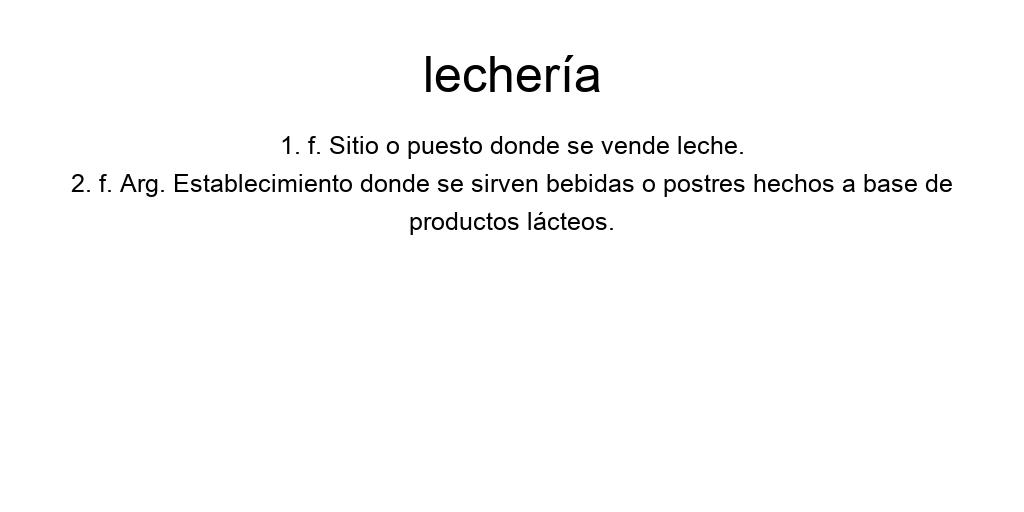 lechería
1. f. Sitio o puesto donde se vende leche.
2. f. Arg. Establecimiento donde se sirven bebidas o postres hechos a base de
productos lácteos.